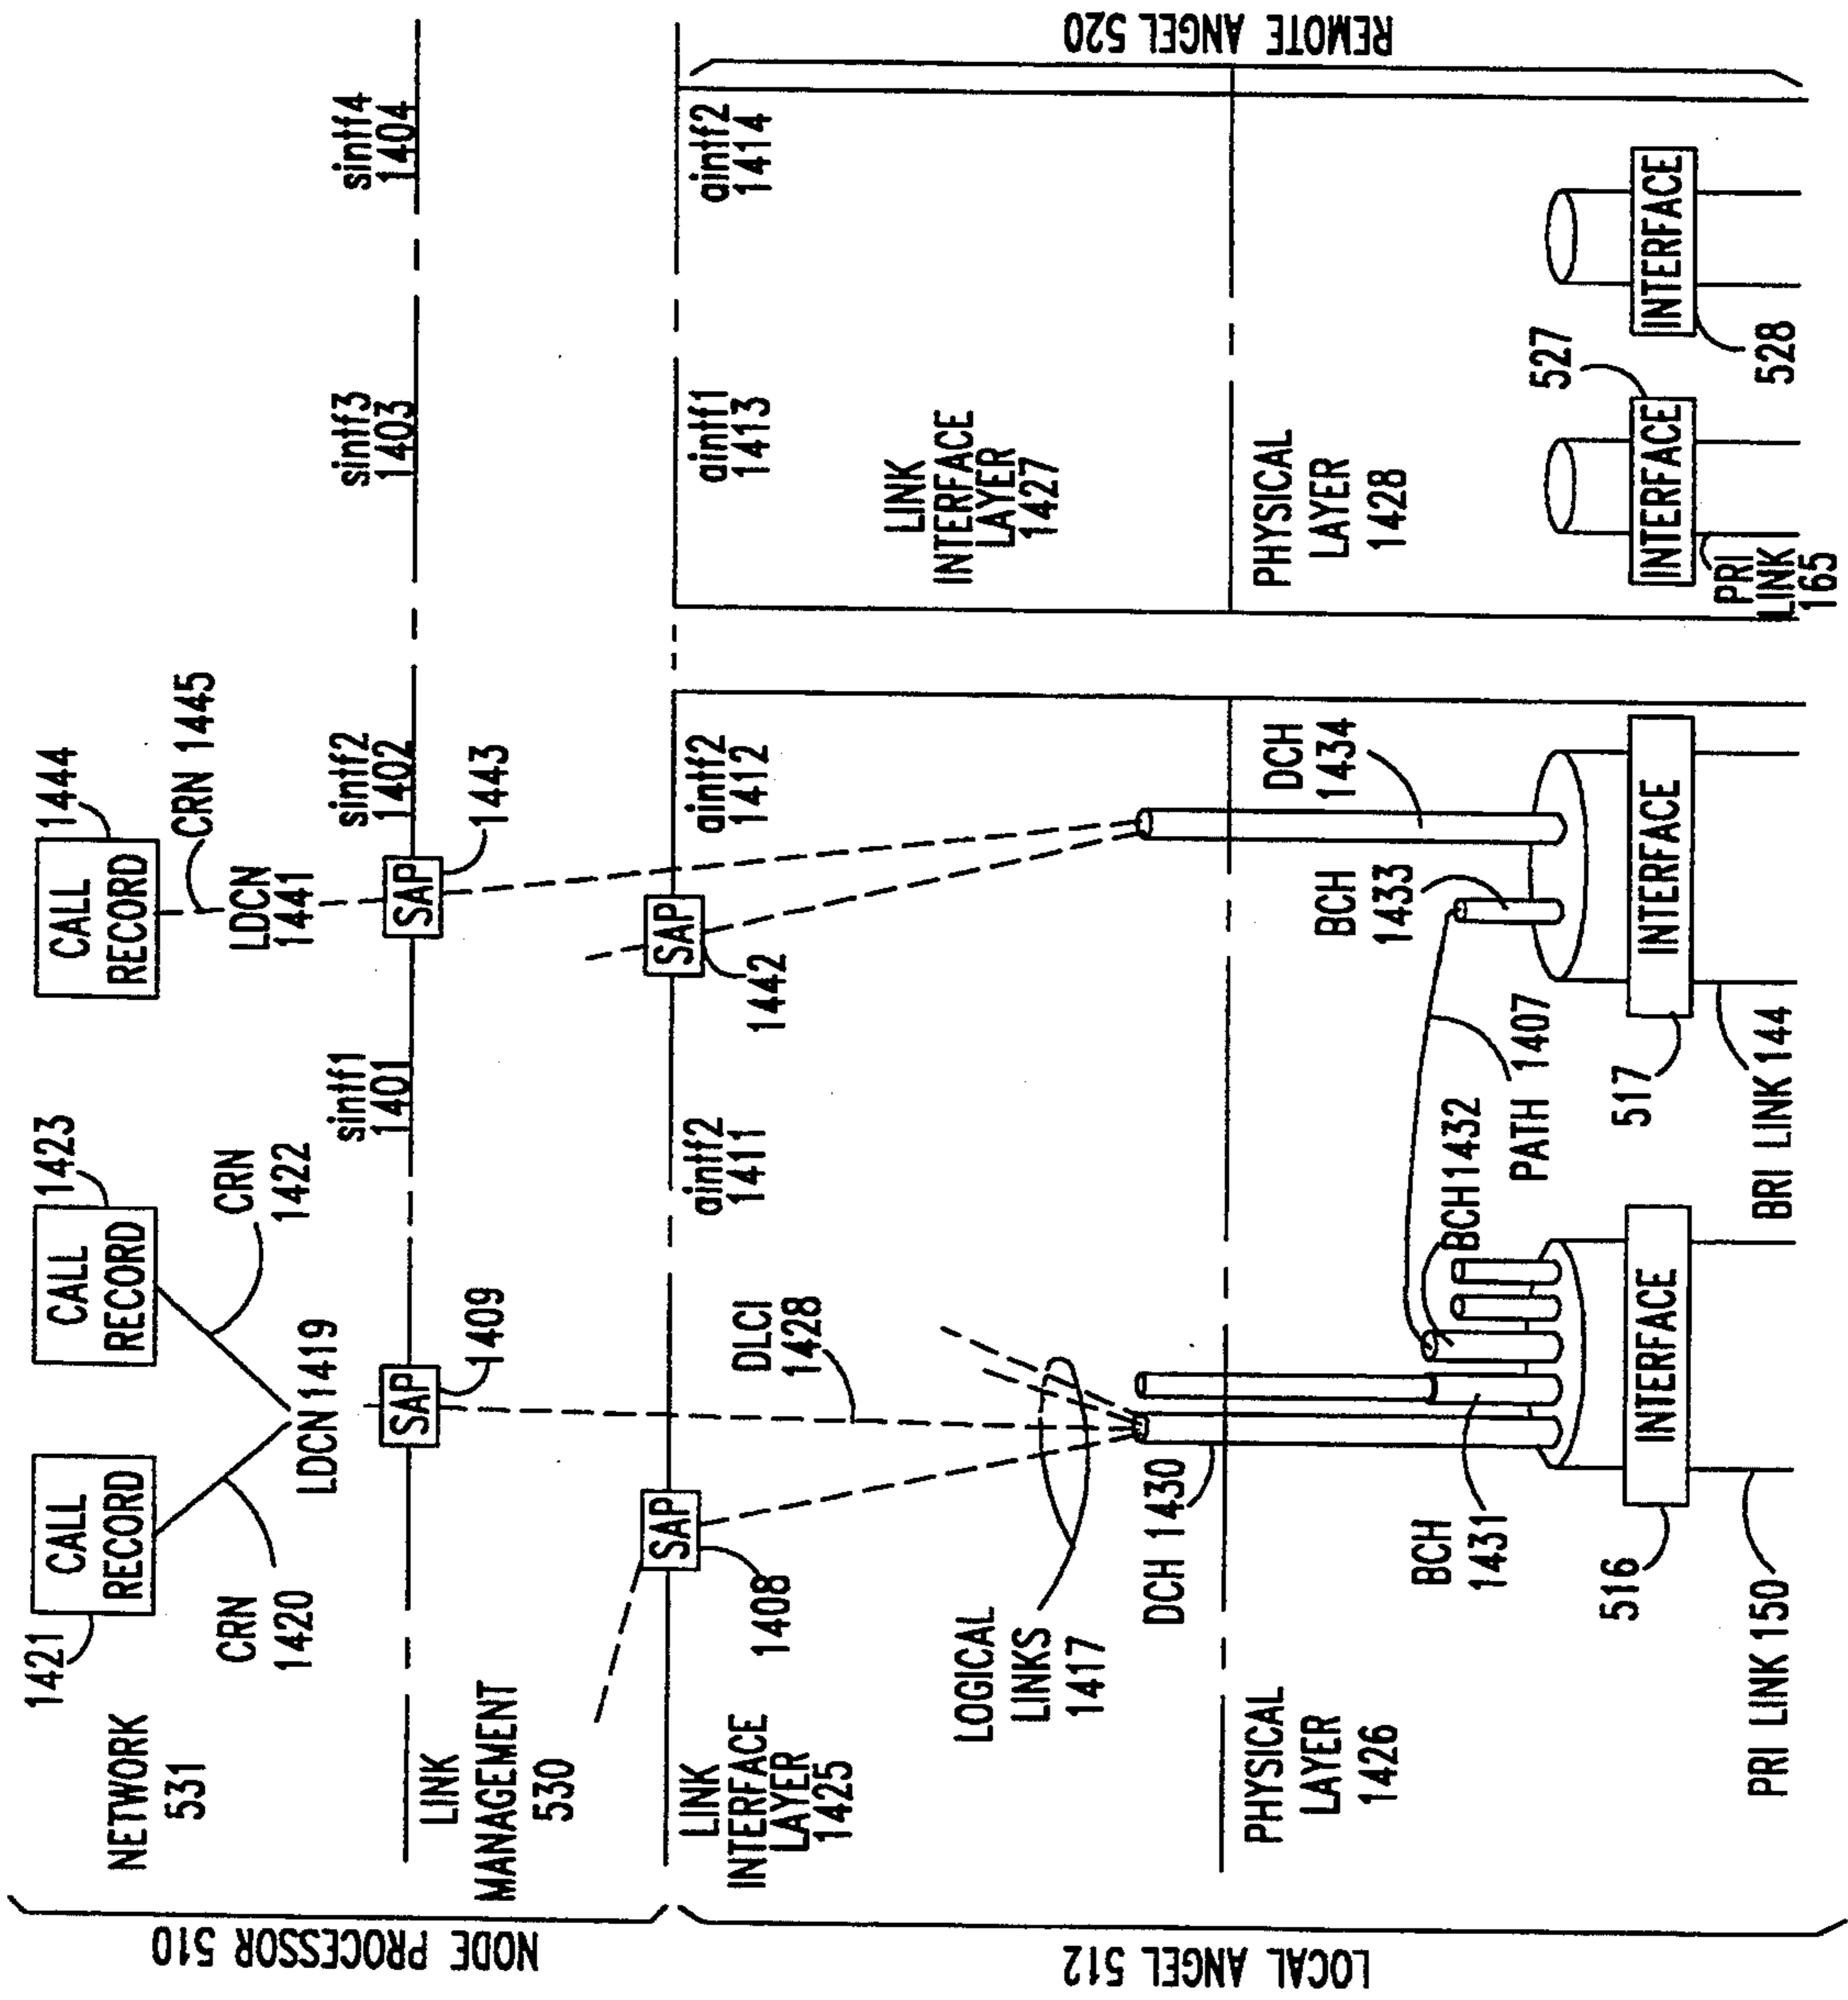 NODE PROCESSOR 510
LOCAL ANGEL 512
REMOTE ANGEL 520
NETWORK
531
1421
CALL
RECORD
CRN
1420
CALL
RECORD
1423
CRN
1422
LDCN 1419
CALL
RECORD
1444
CRN 1445
LDCN
1441
LINK
MANAGEMENT
530
SAP
1409
sintf1
1401
SAP
1443
sintf2
1402
sintf3
1403
sintf4
1404
LINK
INTERFACE
LAYER
1425
SAP
1408
aintf2
1411
SAP
1442
aintf2
1412
aintf1
1413
aintf2
1414
DLCI
1428
LOGICAL
LINKS
1417
LINK
INTERFACE
LAYER
1427
PHYSICAL
LAYER
1426
DCH 1430
BCH
1431
BCH 1432
PATH 1407
BCH
1433
DCH
1434
PHYSICAL
LAYER
1428
516
INTERFACE
PRI LINK 150
517
INTERFACE
BRI LINK 144
527
INTERFACE
PRI
LINK
165
INTERFACE
528